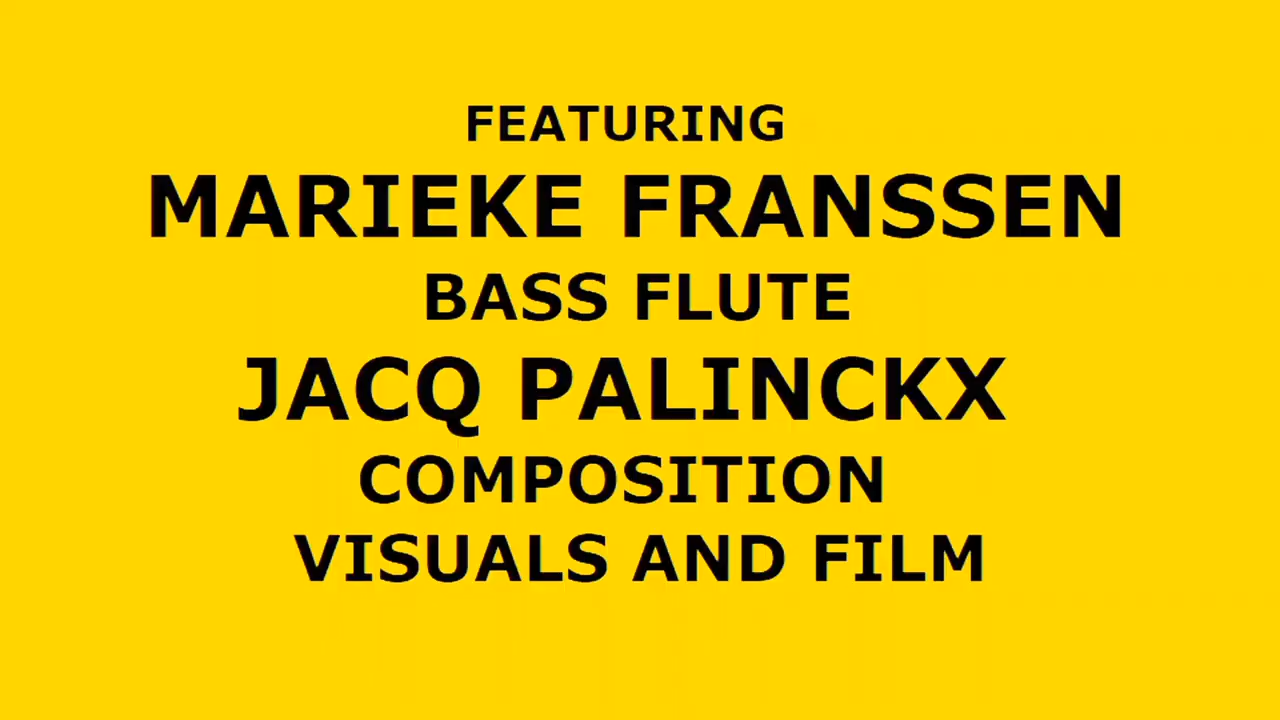 FEATURING
MARIEKE FRANSSEN
BASS FLUTE
JACQ PALINCKX
COMPOSITION
VISUALS AND FILM